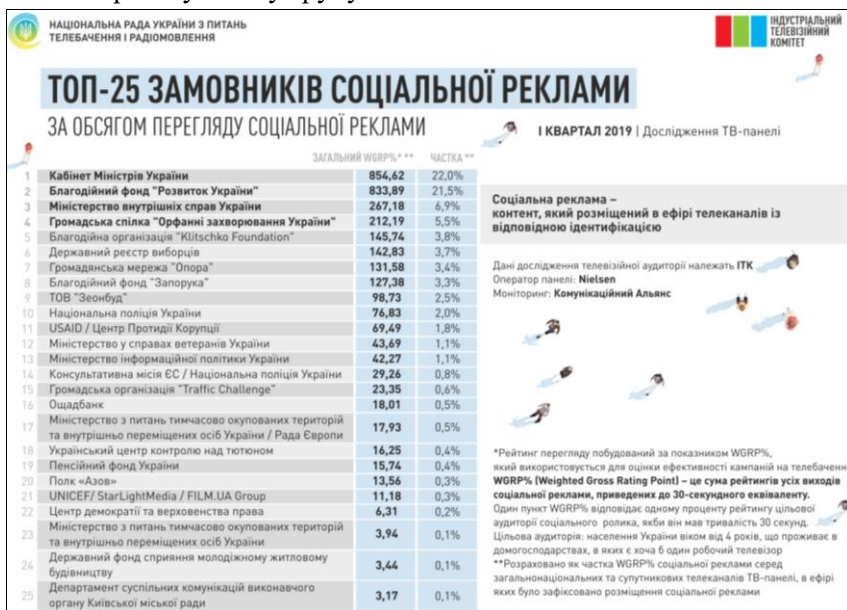 НАЦІОНАЛЬНА РАДА УКРАЇНИ З ПИТАНЬ
ТЕЛЕБАЧЕННЯ І РАДІОМОВЛЕННЯ
ІНДУСТРІАЛЬНИЙ
ТЕЛЕВІЗІЙНИЙ
КОМІТЕТ
ТОП-25 ЗАМОВНИКІВ СОЦІАЛЬНОЇ РЕКЛАМИ
ЗА ОБСЯГОМ ПЕРЕГЛЯДУ СОЦІАЛЬНОЇ РЕКЛАМИ
І КВАРТАЛ 2019 | Дослідження ТВ-панелі
ЗАГАЛЬНИЙ WGRP%* ** ЧАСТКА **
1 Кабінет Міністрів України 854,62 22,0%
2 Благодійний фонд "Розвиток України" 833,89 21,5%
3 Міністерство внутрішніх справ України 267,18 6,9%
4 Громадська спілка "Орфанні захворювання України" 212,19 5,5%
5 Благодійна організація "Klitschko Foundation" 145,74 3,8%
6 Державний реєстр виборців 142,83 3,7%
7 Громадянська мережа "Опора" 131,58 3,4%
8 Благодійний фонд "Запорука" 127,38 3,3%
9 ТОВ "Зеонбуд" 98,73 2,5%
10 Національна поліція України 76,83 2,0%
11 USAID / Центр Протидії Корупції 69,49 1,8%
12 Міністерство у справах ветеранів України 43,69 1,1%
13 Міністерство інформаційної політики України 42,27 1,1%
14 Консультативна місія ЄС / Національна поліція України 29,26 0,8%
15 Громадська організація "Traffic Challenge" 23,35 0,6%
16 Ощадбанк 18,01 0,5%
17 Міністерство з питань тимчасово окупованих територій
та внутрішньо переміщених осіб України / Рада Європи 17,93 0,5%
18 Український центр контролю над тютюном 16,25 0,4%
19 Пенсійний фонд України 15,74 0,4%
20 Полк «Азов» 13,56 0,3%
21 UNICEF/ StarLightMedia / FILM.UA Group 11,18 0,3%
22 Центр демократії та верховенства права 6,31 0,2%
23 Міністерство з питань тимчасово окупованих територій
та внутрішньо переміщених осіб України 3,94 0,1%
24 Державний фонд сприяння молодіжному житловому
будівництву 3,44 0,1%
25 Департамент суспільних комунікацій виконавчого
органу Київської міської ради 3,17 0,1%
Соціальна реклама –
контент, який розміщений в ефірі телеканалів із
відповідною ідентифікацією
Дані дослідження телевізійної аудиторії належать ІТК
Оператор панелі: Nielsen
Моніторинг: Комунікаційний Альянс
*Рейтинг перегляду побудований за показником WGRP%,
який використовується для оцінки ефективності кампаній на телебаченн
WGRP% (Weighted Gross Rating Point) – це сума рейтингів усіх виходів
соціальної реклами, приведених до 30-секундного еквіваленту.
Один пункт WGRP% відповідає одному проценту рейтингу цільової
аудиторії соціального ролика, якби він мав тривалість 30 секунд.
Цільова аудиторія: населення України віком від 4 років, що проживає в
домогосподарствах, в яких є хоча б один робочий телевізор
**Розраховано як частка WGRP% соціальної реклами серед
загальнонаціональних та супутникових телеканалів ТВ-панелі, в ефірі
яких було зафіксовано розміщення соціальної реклами